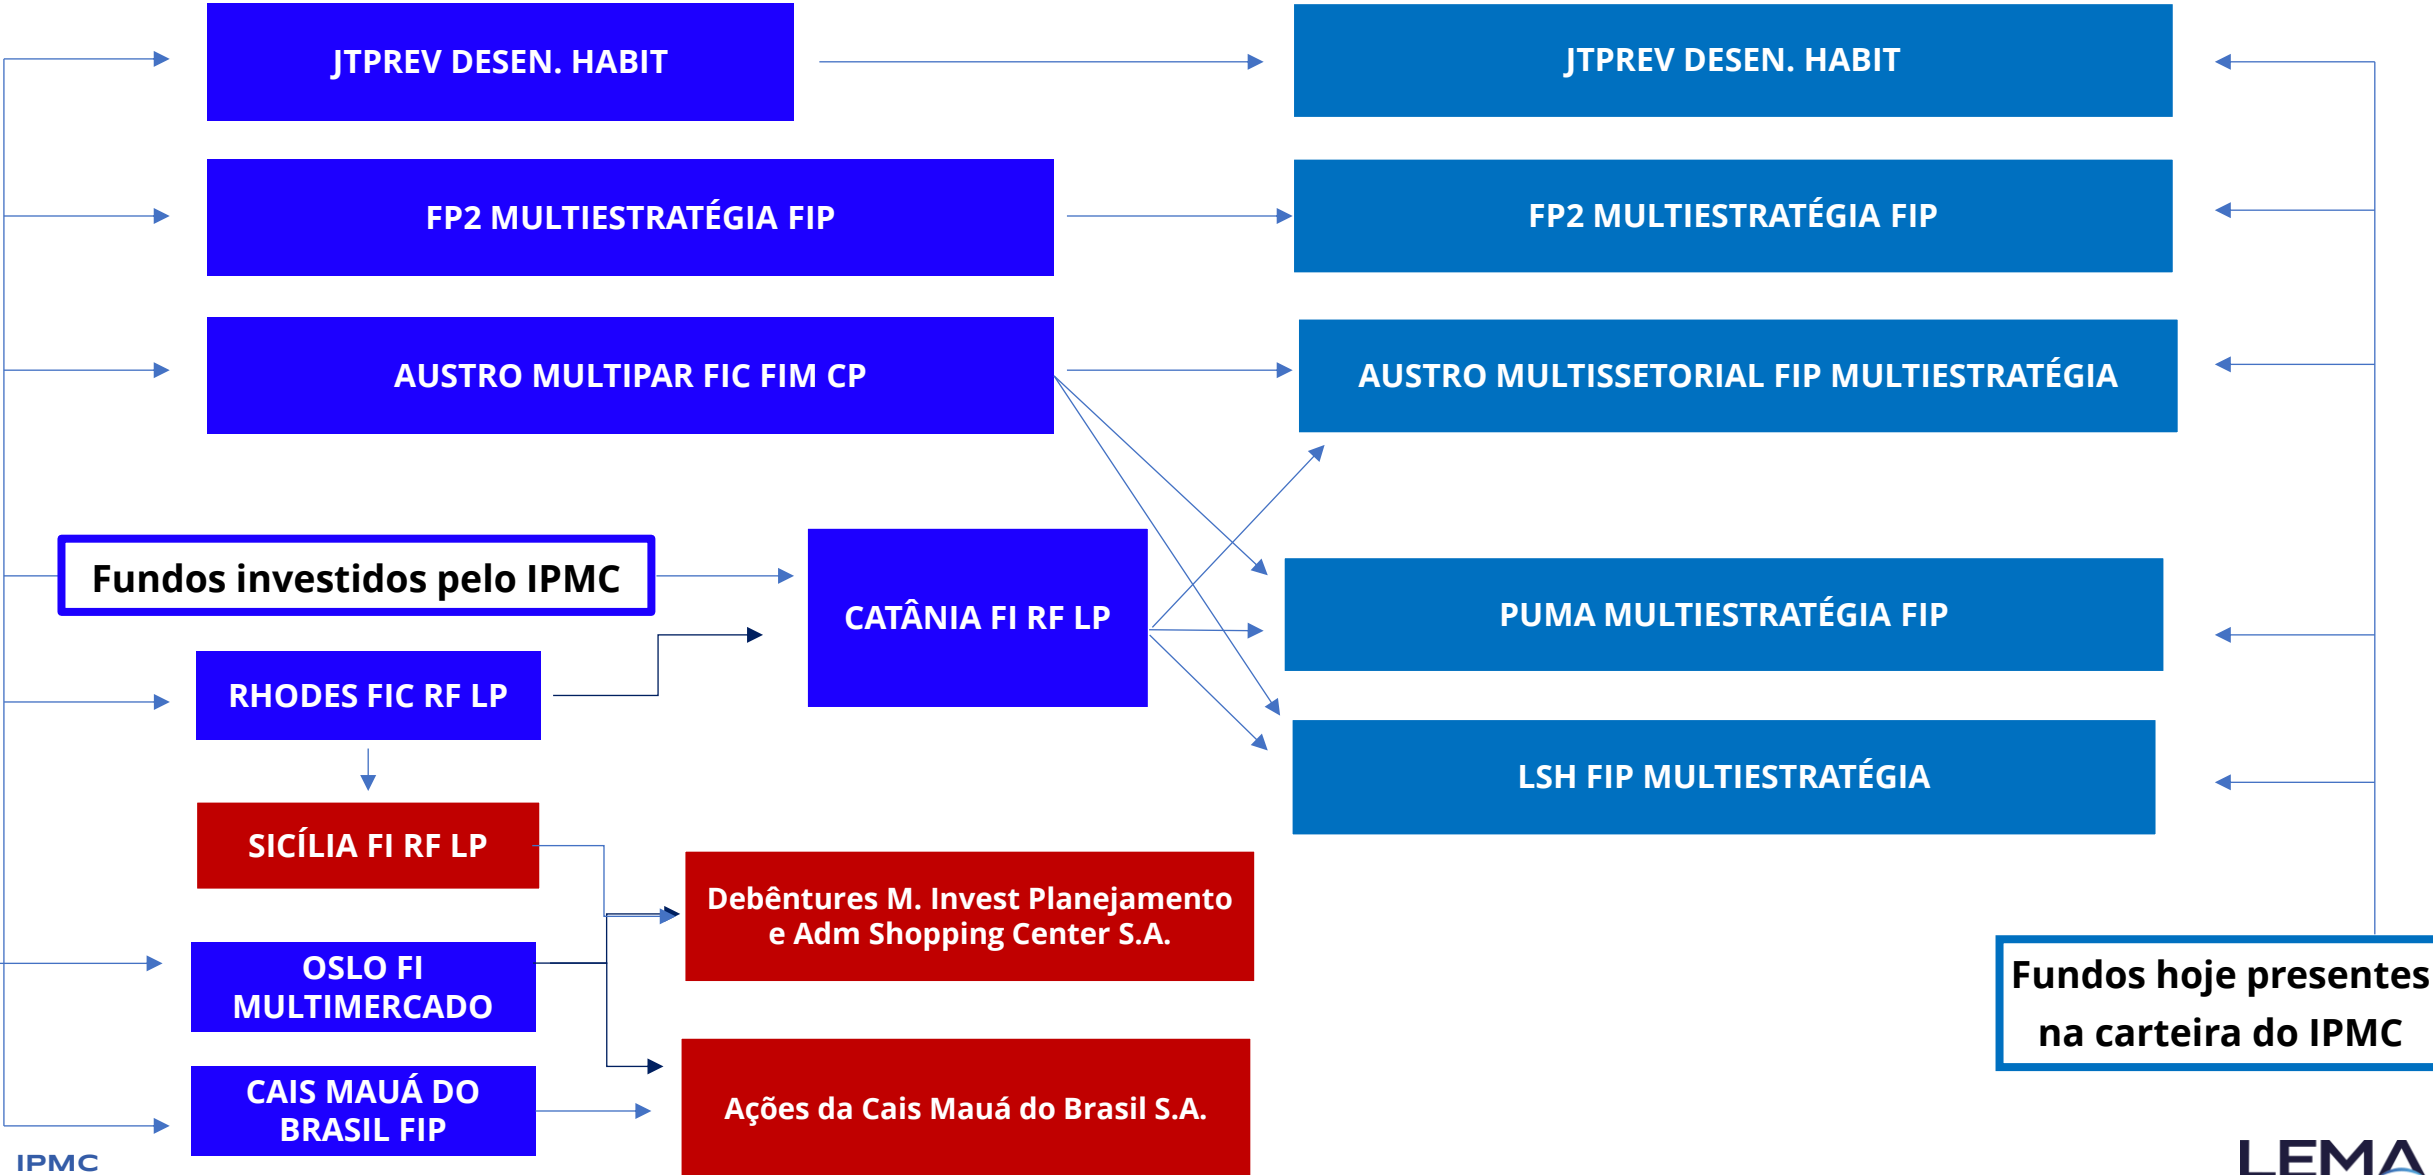 JTPREV DESEN. HABIT
JTPREV DESEN. HABIT
FP2 MULTIESTRATÉGIA FIP
FP2 MULTIESTRATÉGIA FIP
AUSTRO MULTIPAR FIC FIM CP
AUSTRO MULTISSETORIAL FIP MULTIESTRATÉGIA
Fundos investidos pelo IPMC
CATÂNIA FI RF LP
PUMA MULTIESTRATÉGIA FIP
RHODES FIC RF LP
LSH FIP MULTIESTRATÉGIA
SICÍLIA FI RF LP
Debêntures M. Invest Planejamento
e Adm Shopping Center S.A.
OSLO FI
MULTIMERCADO
Fundos hoje presentes
na carteira do IPMC
CAIS MAUÁ DO
BRASIL FIP
Ações da Cais Mauá do Brasil S.A.
IPMC
LEMA